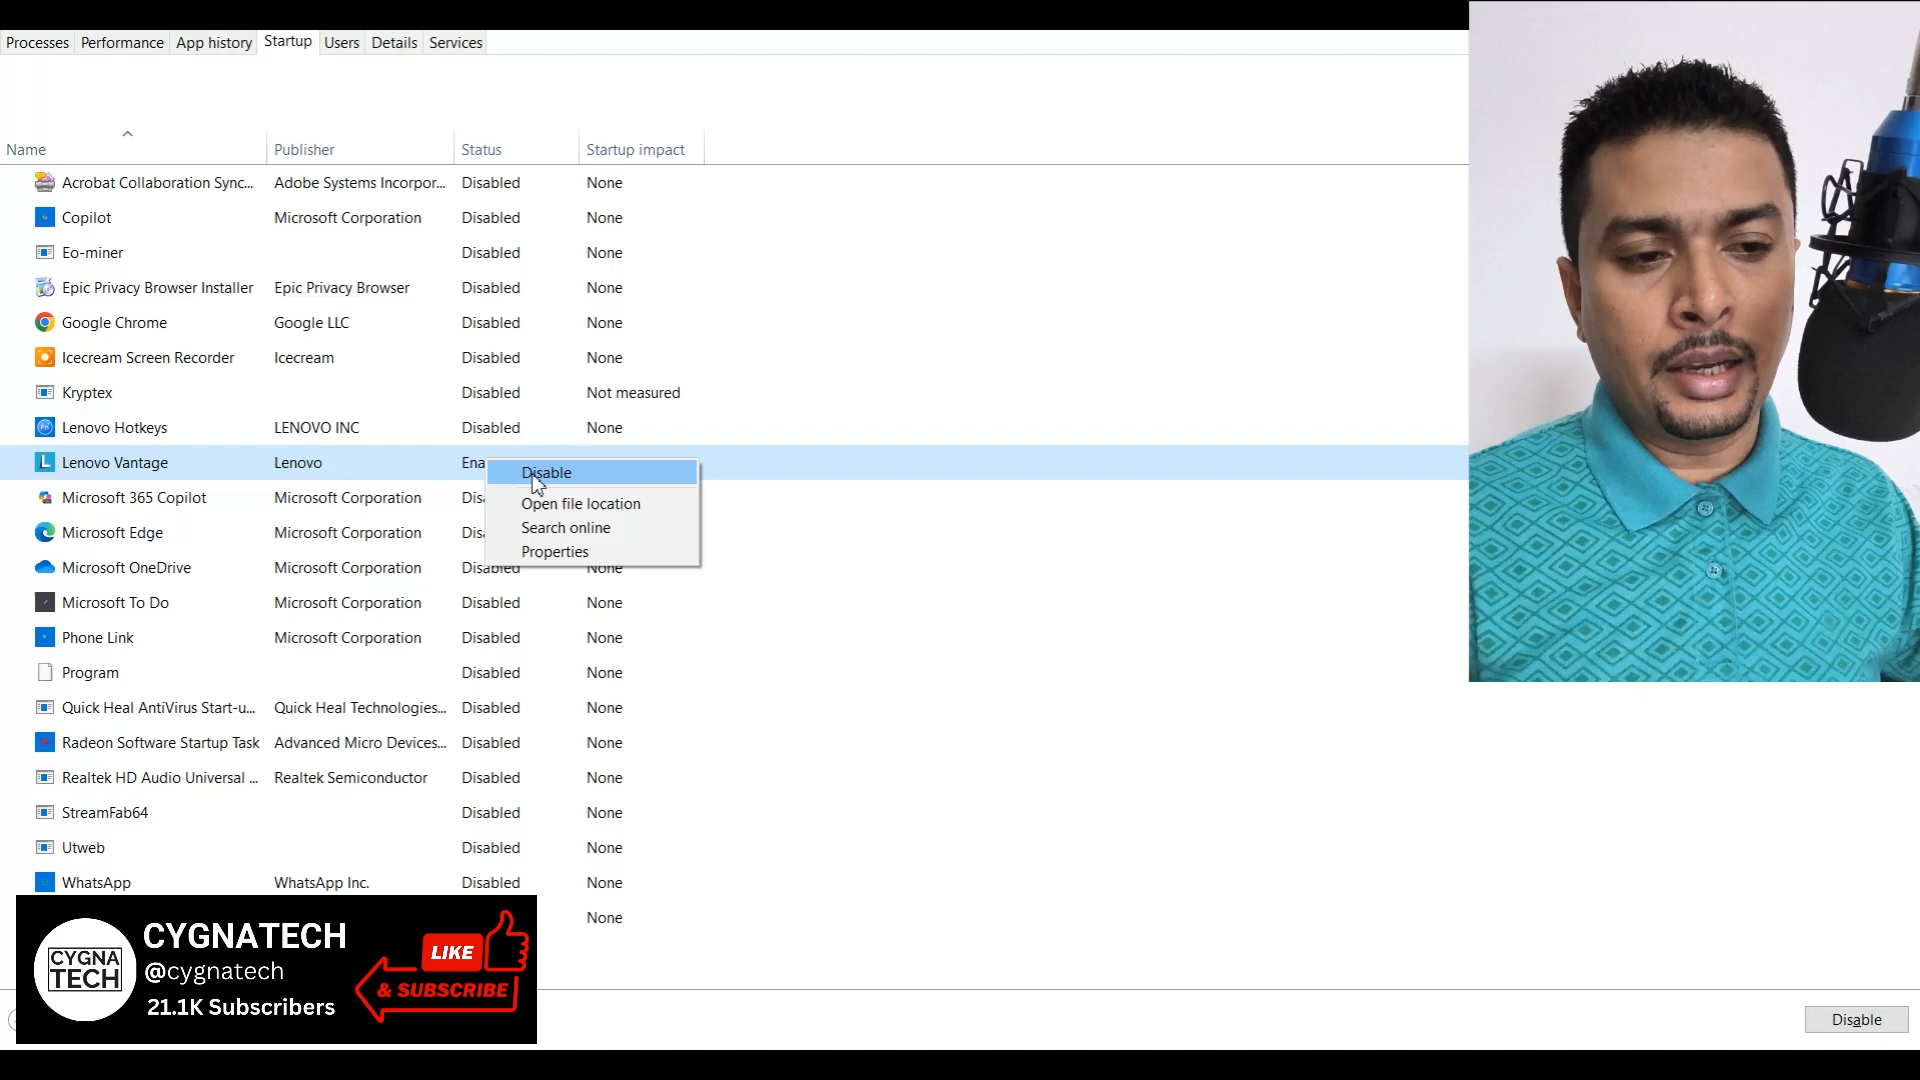 Processes Performance App history Startup Users Details Services
Name Publisher Status Startup impact
Acrobat Collaboration Sync... Adobe Systems Incorpor... Disabled None
Copilot Microsoft Corporation Disabled None
Eo-miner Disabled None
Epic Privacy Browser Installer Epic Privacy Browser Disabled None
Google Chrome Google LLC Disabled None
Icecream Screen Recorder Icecream Disabled None
Kryptex Disabled Not measured
Lenovo Hotkeys LENOVO INC Disabled None
Lenovo Vantage Lenovo Ena
Disable
Microsoft 365 Copilot Microsoft Corporation Dis
Open file location
Search online
Microsoft Edge Microsoft Corporation Dis
Properties
Microsoft OneDrive Microsoft Corporation Disabled None
Microsoft To Do Microsoft Corporation Disabled None
Phone Link Microsoft Corporation Disabled None
Program Disabled None
Quick Heal AntiVirus Start-u... Quick Heal Technologies... Disabled None
Radeon Software Startup Task Advanced Micro Devices... Disabled None
Realtek HD Audio Universal ... Realtek Semiconductor Disabled None
StreamFab64 Disabled None
Utweb Disabled None
WhatsApp WhatsApp Inc. Disabled None
None
CYGNA
TECH
CYGNATECH
@cygnatech
21.1K Subscribers
LIKE
& SUBSCRIBE
Disable